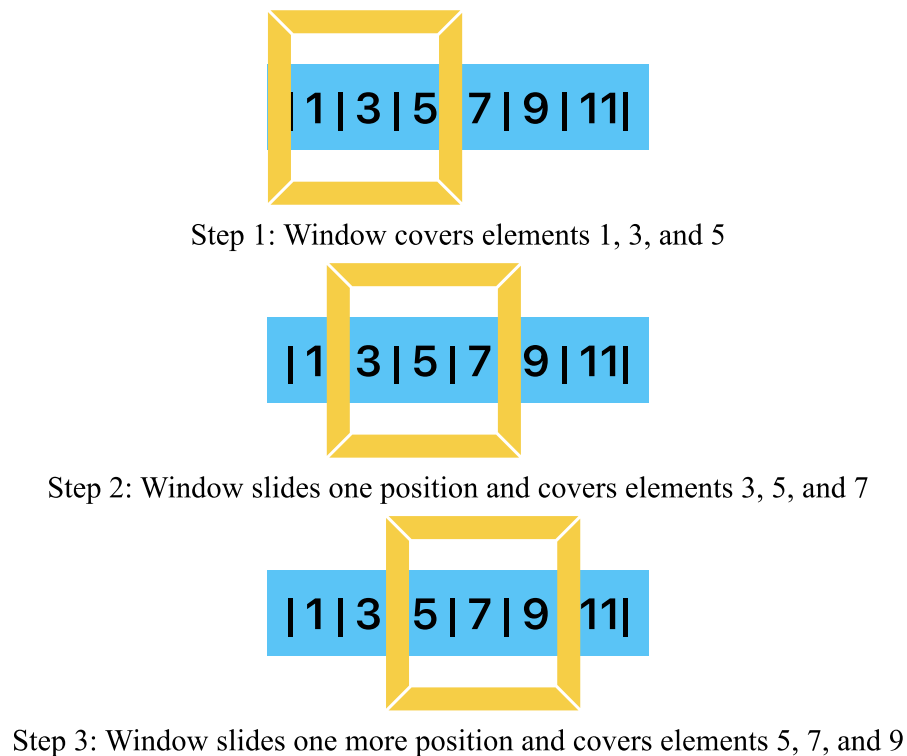 |1|3|5 7|9|11|
Step 1: Window covers elements 1, 3, and 5
|1 3|5|7 9|11|
Step 2: Window slides one position and covers elements 3, 5, and 7
|1|3 5|7|9 11|
Step 3: Window slides one more position and covers elements 5, 7, and 9